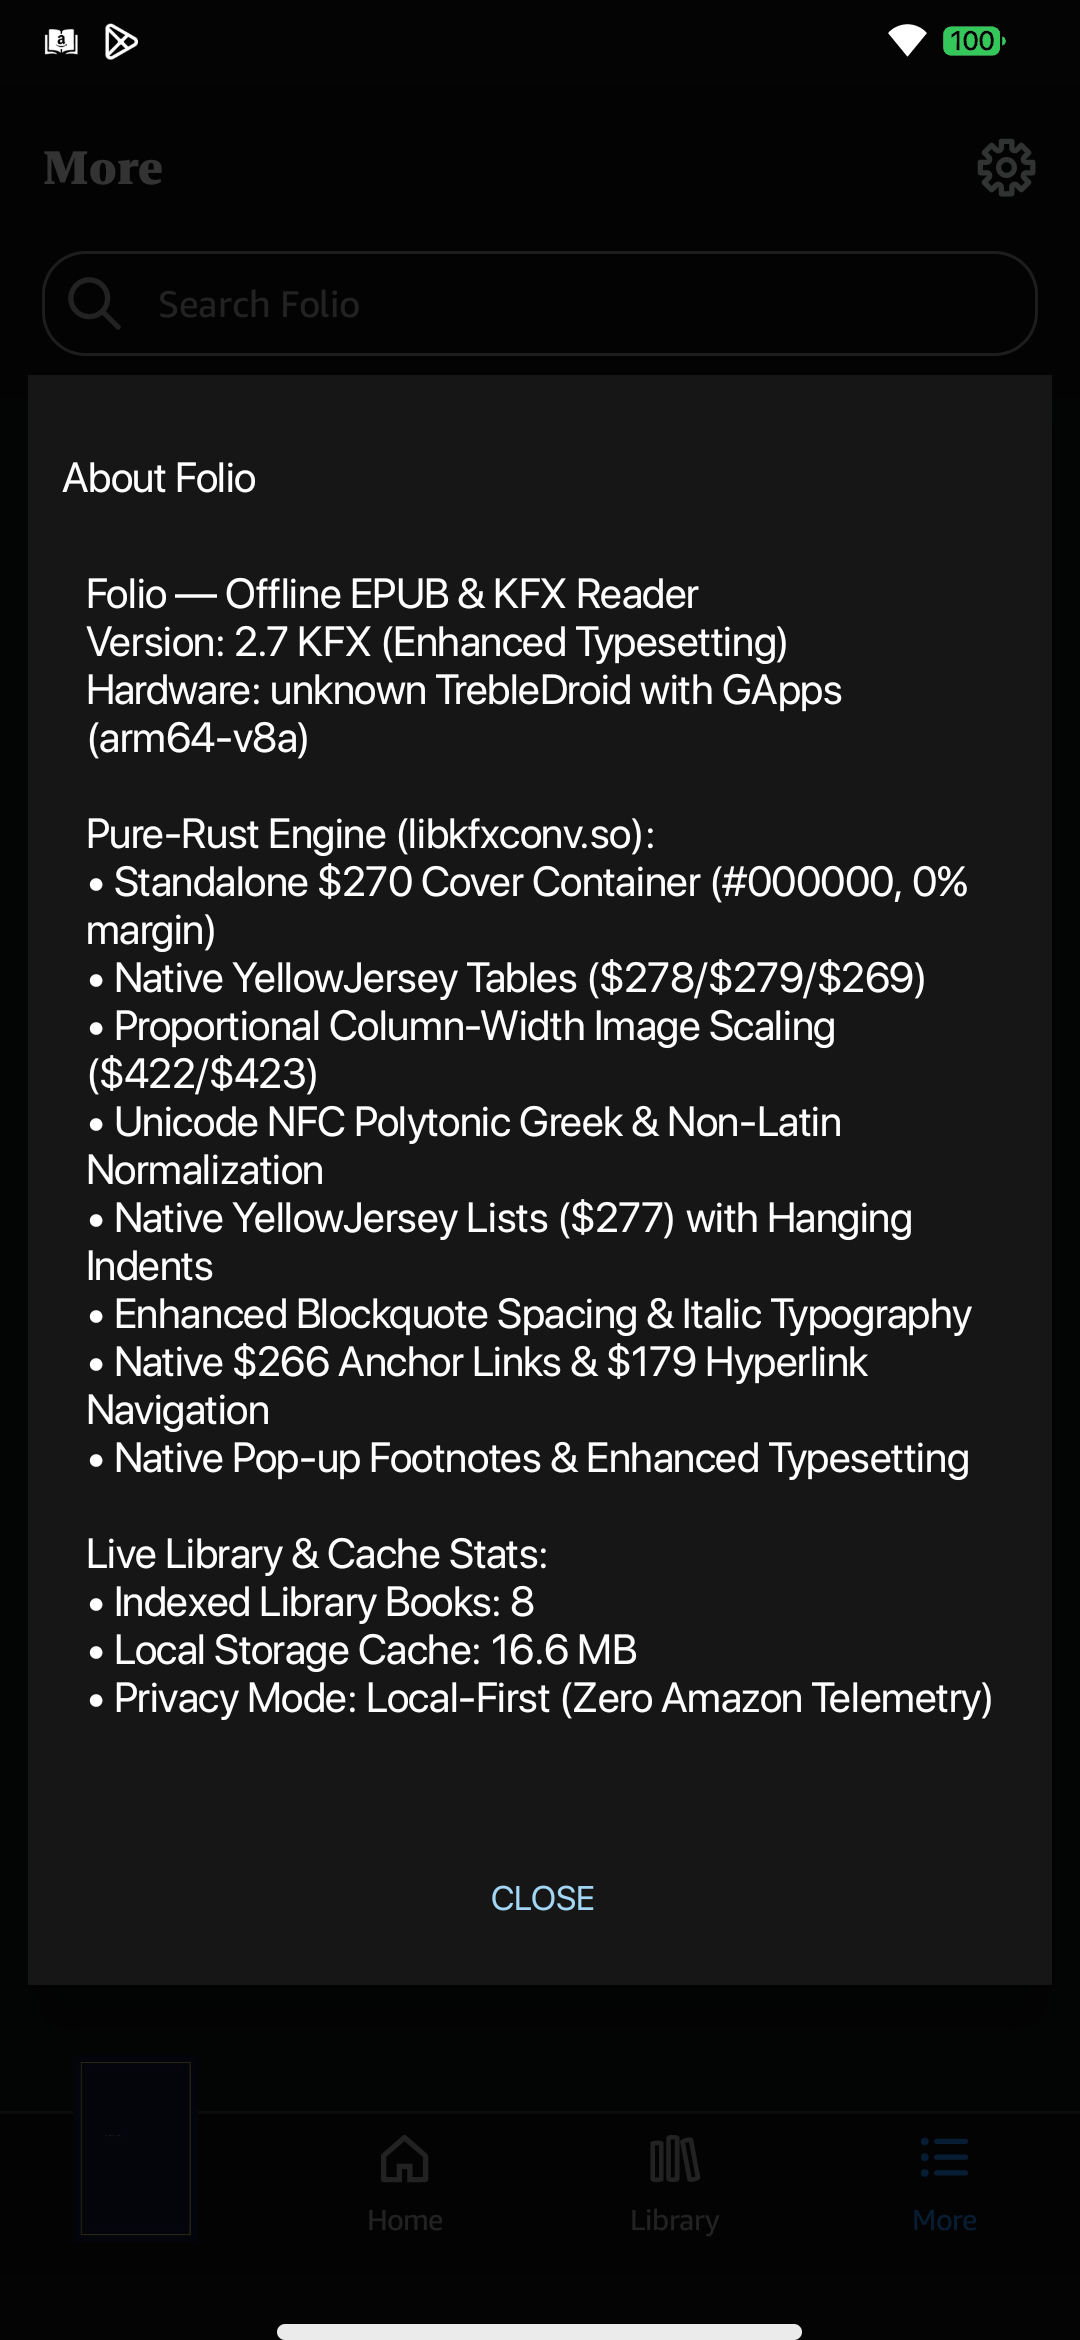 100
More
Search Folio
About Folio
Folio — Offline EPUB & KFX Reader
Version: 2.7 KFX (Enhanced Typesetting)
Hardware: unknown TrebleDroid with GApps
(arm64-v8a)
Pure-Rust Engine (libkfxconv.so):
• Standalone $270 Cover Container (#000000, 0%
margin)
• Native YellowJersey Tables ($278/$279/$269)
• Proportional Column-Width Image Scaling
($422/$423)
• Unicode NFC Polytonic Greek & Non-Latin
Normalization
• Native YellowJersey Lists ($277) with Hanging
Indents
• Enhanced Blockquote Spacing & Italic Typography
• Native $266 Anchor Links & $179 Hyperlink
Navigation
• Native Pop-up Footnotes & Enhanced Typesetting
Live Library & Cache Stats:
• Indexed Library Books: 8
• Local Storage Cache: 16.6 MB
• Privacy Mode: Local-First (Zero Amazon Telemetry)
CLOSE
Home
Library
More